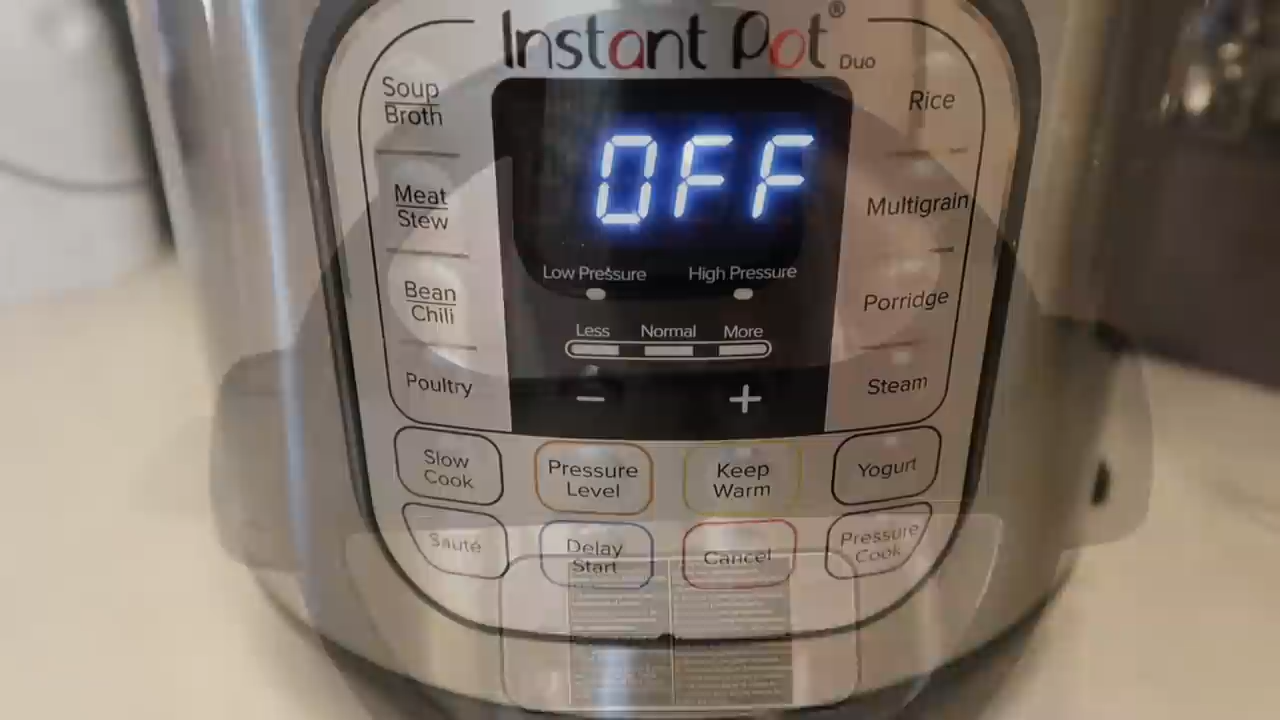 Instant Pot®
Duo
Soup
Broth
Meat
Stew
Bean
Chili
Poultry
OFF
Low Pressure High Pressure
Less Normal More
− +
Rice
Multigrain
Porridge
Steam
Slow
Cook
Pressure
Level
Keep
Warm
Yogurt
Sauté
Delay
Start
Cancel
Pressure
Cook